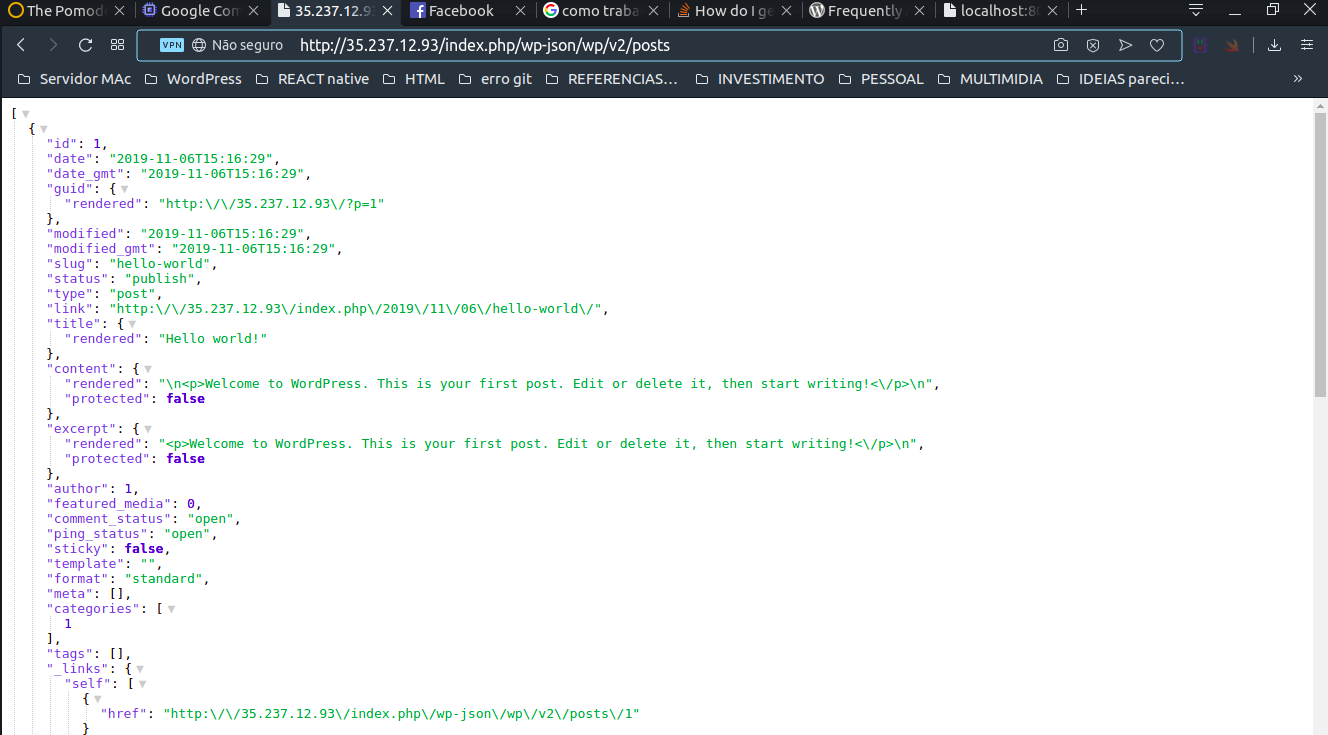 The Pomod Google Com 35.237.12.9 Facebook como traba How do I ge Frequently localhost:80
VPN Não seguro http://35.237.12.93/index.php/wp-json/wp/v2/posts
Servidor MAc WordPress REACT native HTML erro git REFERENCIAS... INVESTIMENTO PESSOAL MULTIMIDIA IDEIAS pareci... »
[
{
"id": 1,
"date": "2019-11-06T15:16:29",
"date_gmt": "2019-11-06T15:16:29",
"guid": {
"rendered": "http:\/\/35.237.12.93\/?p=1"
},
"modified": "2019-11-06T15:16:29",
"modified_gmt": "2019-11-06T15:16:29",
"slug": "hello-world",
"status": "publish",
"type": "post",
"link": "http:\/\/35.237.12.93\/index.php\/2019\/11\/06\/hello-world\/",
"title": {
"rendered": "Hello world!"
},
"content": {
"rendered": "\n<p>Welcome to WordPress. This is your first post. Edit or delete it, then start writing!<\/p>\n",
"protected": false
},
"excerpt": {
"rendered": "<p>Welcome to WordPress. This is your first post. Edit or delete it, then start writing!<\/p>\n",
"protected": false
},
"author": 1,
"featured_media": 0,
"comment_status": "open",
"ping_status": "open",
"sticky": false,
"template": "",
"format": "standard",
"meta": [],
"categories": [
1
],
"tags": [],
"_links": {
"self": [
{
"href": "http:\/\/35.237.12.93\/index.php\/wp-json\/wp\/v2\/posts\/1"
}